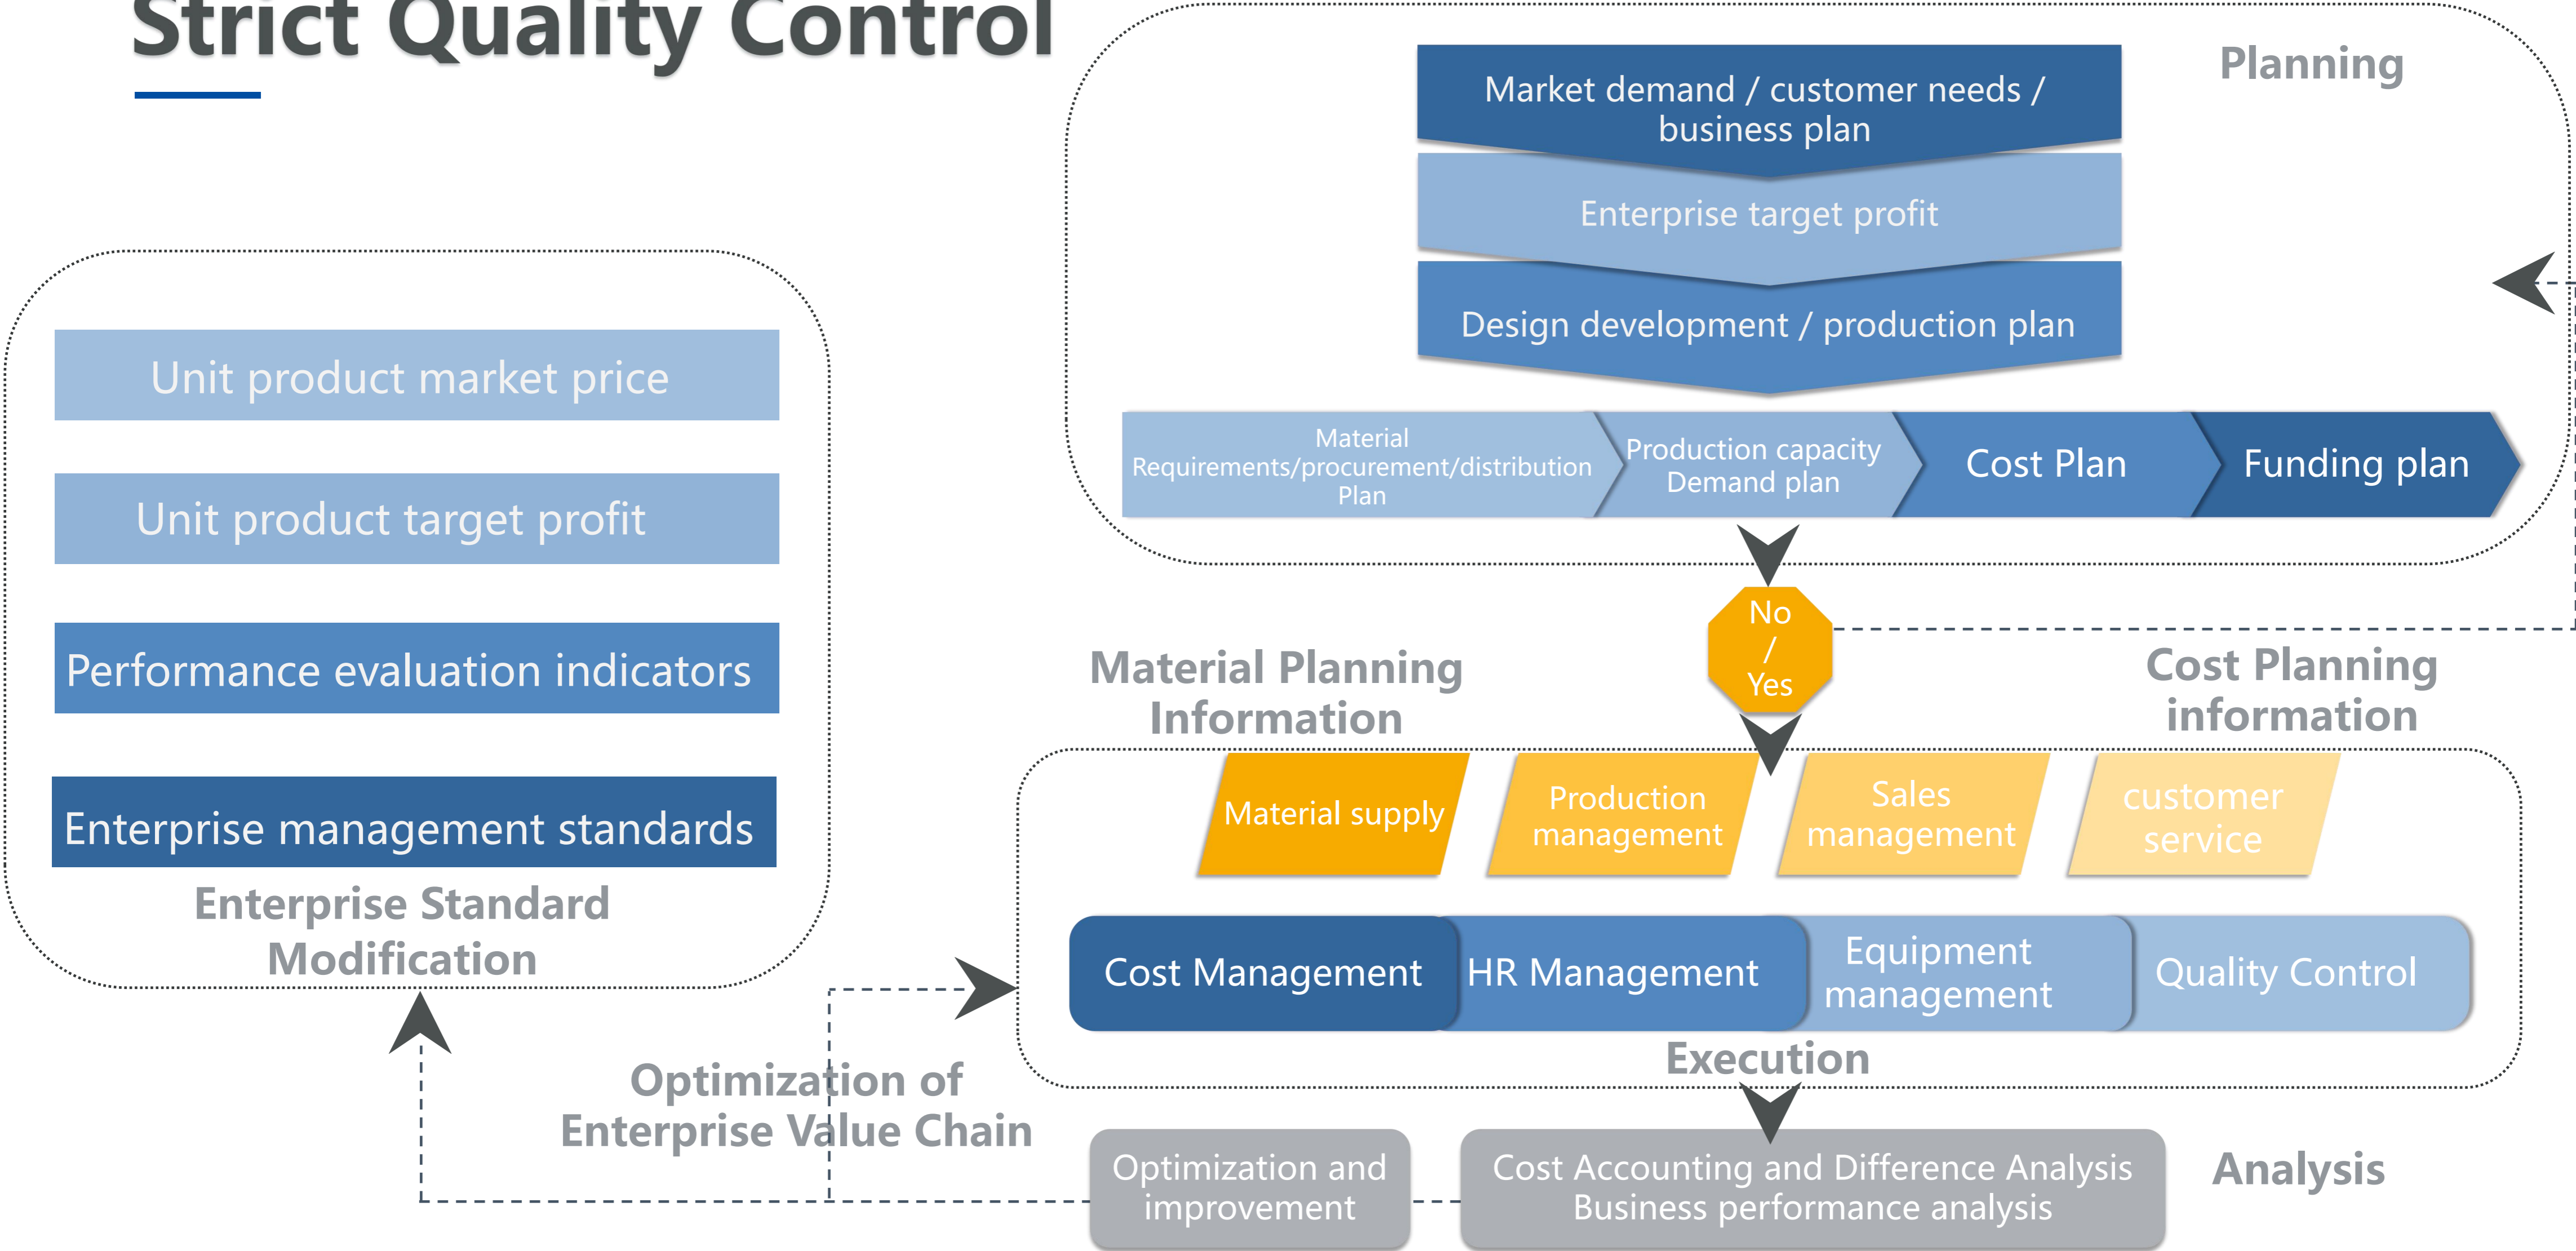 Strict Quality Control
Planning
Market demand / customer needs /
business plan
Enterprise target profit
Design development / production plan
Material
Requirements/procurement/distribution
Plan
Production capacity
Demand plan
Cost Plan
Funding plan
Unit product market price
Unit product target profit
Performance evaluation indicators
Enterprise management standards
Enterprise Standard
Modification
No
/
Yes
Material Planning
Information
Cost Planning
information
Material supply
Production
management
Sales
management
customer
service
Cost Management
HR Management
Equipment
management
Quality Control
Execution
Optimization of
Enterprise Value Chain
Optimization and
improvement
Cost Accounting and Difference Analysis
Business performance analysis
Analysis